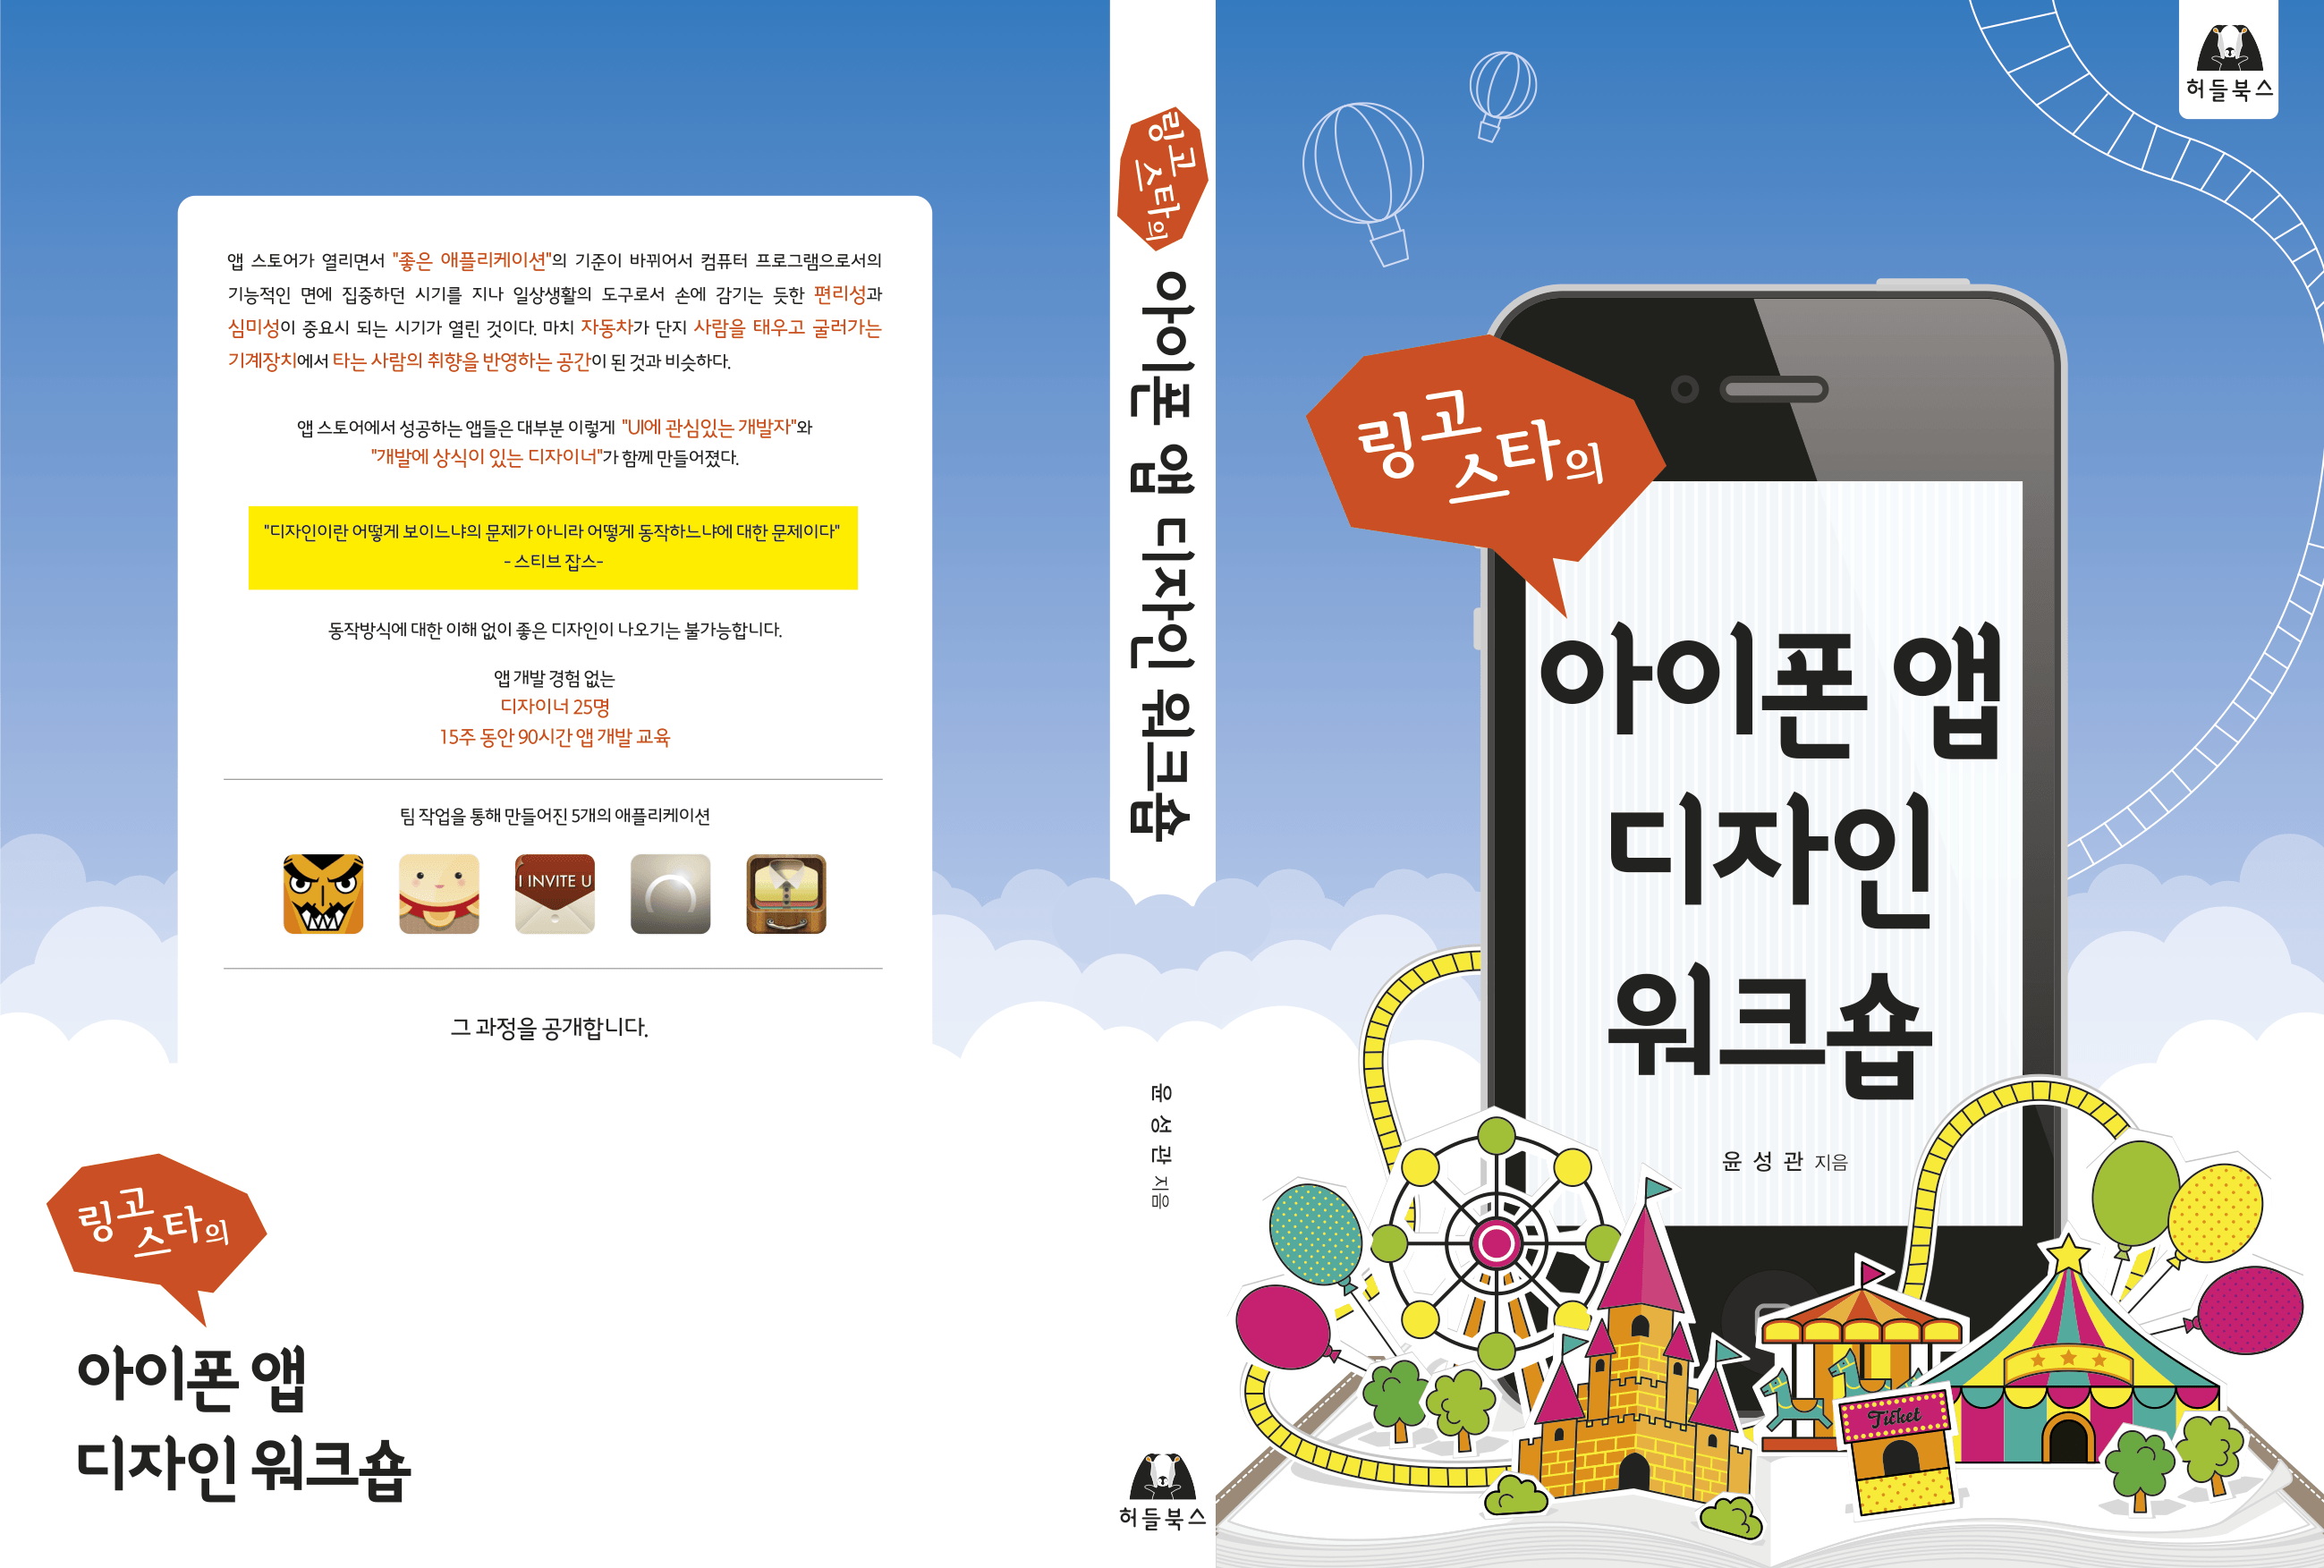 앱 스토어가 열리면서 "좋은 애플리케이션"의 기준이 바뀌어서 컴퓨터 프로그램으로서의
기능적인 면에 집중하던 시기를 지나 일상생활의 도구로서 손에 감기는 듯한 편리성과
심미성이 중요시 되는 시기가 열린 것이다. 마치 자동차가 단지 사람을 태우고 굴러가는
기계장치에서 타는 사람의 취향을 반영하는 공간이 된 것과 비슷하다.
앱 스토어에서 성공하는 앱들은 대부분 이렇게 "UI에 관심있는 개발자"와
"개발에 상식이 있는 디자이너"가 함께 만들어졌다.
"디자인이란 어떻게 보이느냐의 문제가 아니라 어떻게 동작하느냐에 대한 문제이다"
- 스티브 잡스-
동작방식에 대한 이해 없이 좋은 디자인이 나오기는 불가능합니다.
앱 개발 경험 없는
디자이너 25명
15주 동안 90시간 앱 개발 교육
팀 작업을 통해 만들어진 5개의 애플리케이션
I INVITE U
그 과정을 공개합니다.
링고
스타의
아이폰 앱
디자인 워크숍
링고
스타의
아이폰 앱 디자인 워크숍
윤성관 지음
허들북스
허들북스
링고
스타의
아이폰 앱
디자인
워크숍
윤성관 지음
Ticket